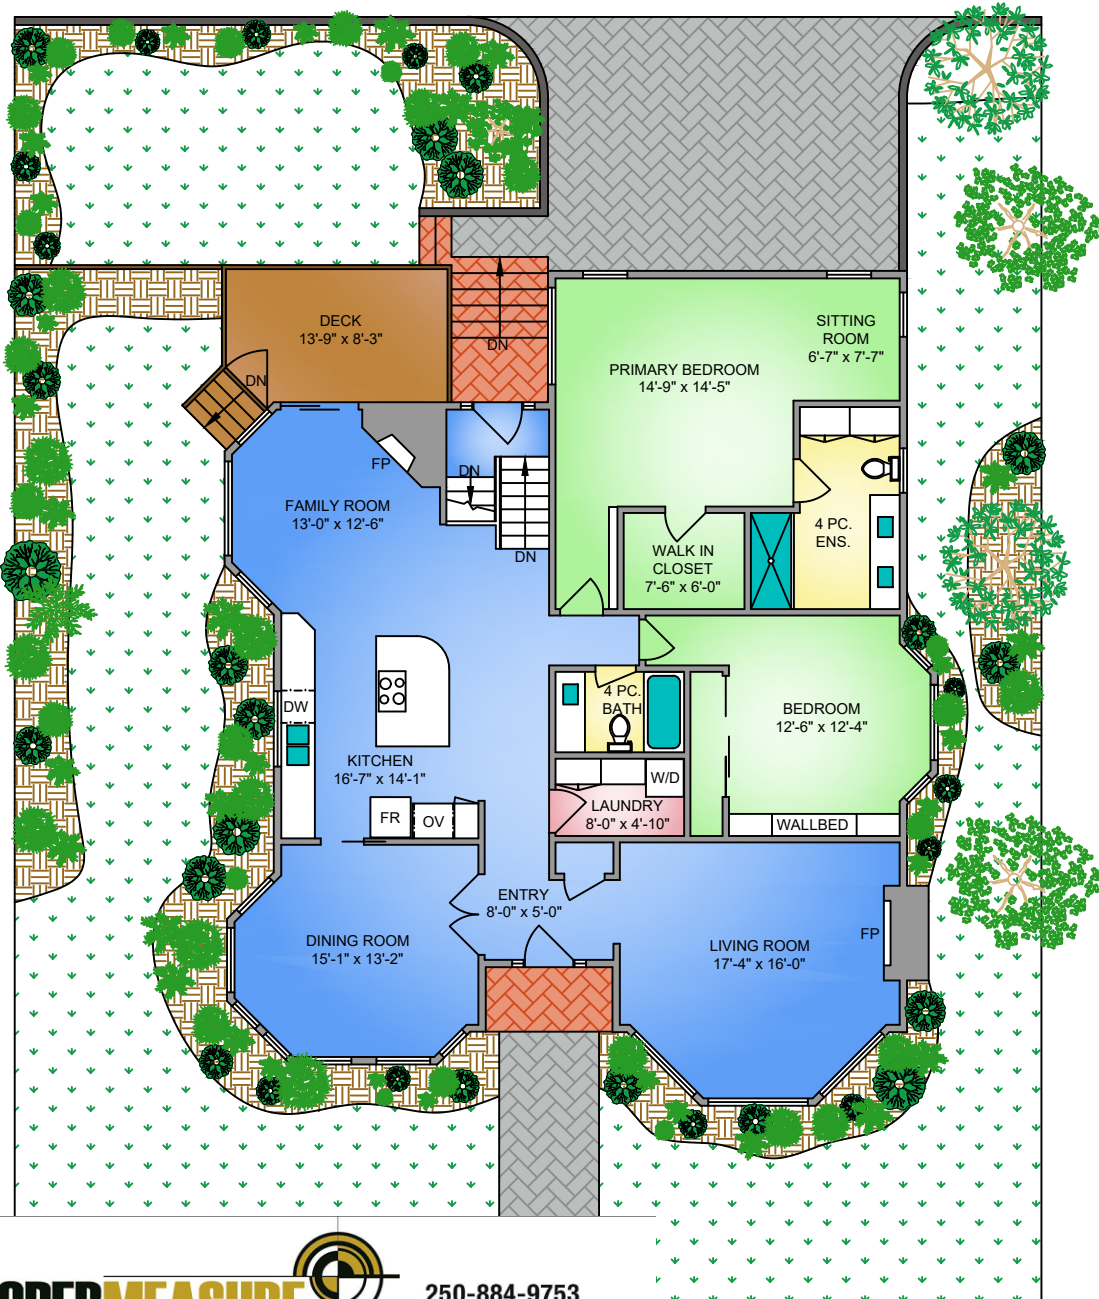 DECK
13'-9" x 8'-3"
DN
DN
SITTING
ROOM
6'-7" x 7'-7"
PRIMARY BEDROOM
14'-9" x 14'-5"
FP
DN
FAMILY ROOM
13'-0" x 12'-6"
DN
4 PC.
ENS.
WALK IN
CLOSET
7'-6" x 6'-0"
4 PC.
BATH
DW
BEDROOM
12'-6" x 12'-4"
KITCHEN
16'-7" x 14'-1"
W/D
LAUNDRY
8'-0" x 4'-10"
FR
OV
WALLBED
ENTRY
8'-0" x 5'-0"
DINING ROOM
15'-1" x 13'-2"
LIVING ROOM
17'-4" x 16'-0"
FP
MEASURE
250-884-9753